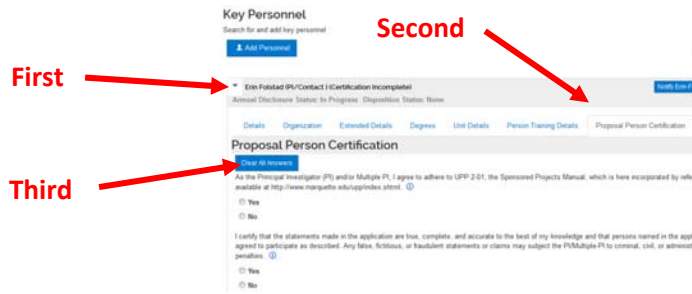 Key Personnel
Search for and add key personnel
Add Personnel
Second
First
Erin Folstad (PI/Contact) (Certification Incomplete)
Notify Erin F
Annual Disclosure Status: In Progress Disposition Status: None
Details Organization Extended Details Degrees Unit Details Person Training Details Proposal Person Certification
Proposal Person Certification
Clear All Answers
Third
As the Principal Investigator (PI) and/or Multiple PI, I agree to adhere to UPP 2-01, the Sponsored Projects Manual, which is here incorporated by refe
available at http://www.marquette.edu/upp/index.shtml.
Yes
No
I certify that the statements made in the application are true, complete, and accurate to the best of my knowledge and that persons named in the app
agreed to participate as described. Any false, fictitious, or fraudulent statements or claims may subject the PI/Multiple-PI to criminal, civil, or administ
penalties.
Yes
No